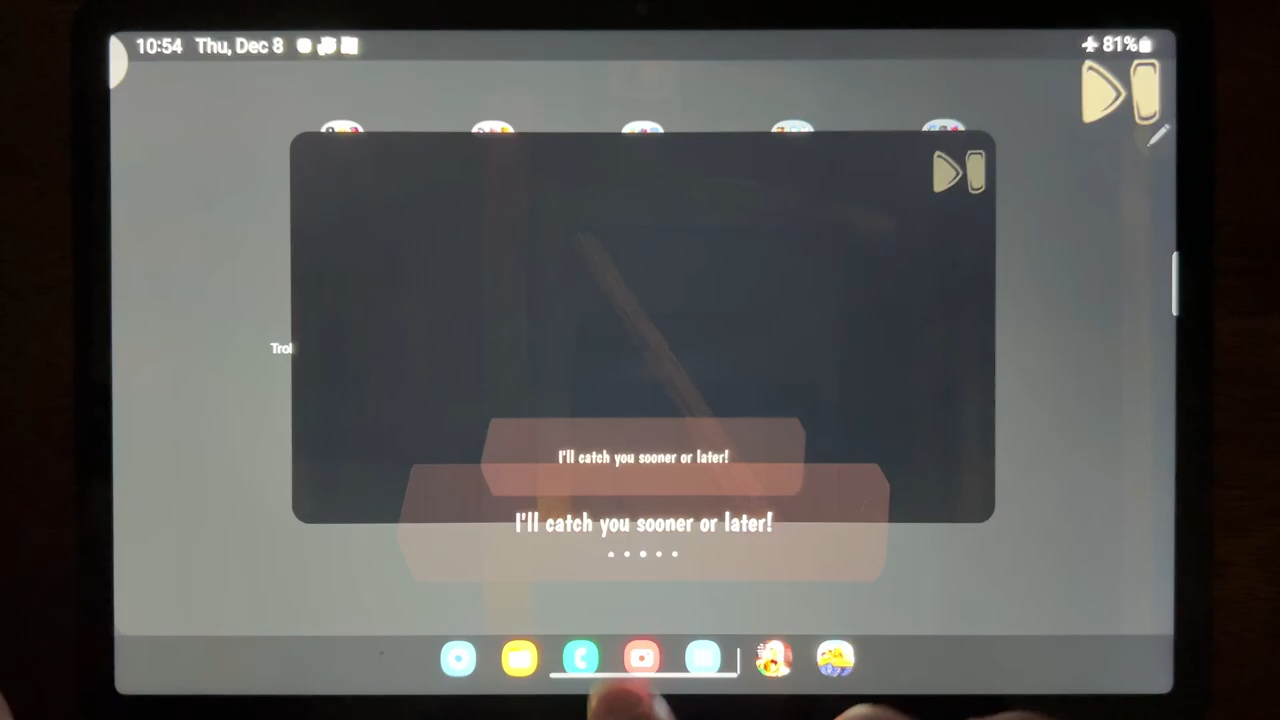 10:54 Thu, Dec 8 81%
Trol
I'll catch you sooner or later!
I'll catch you sooner or later!